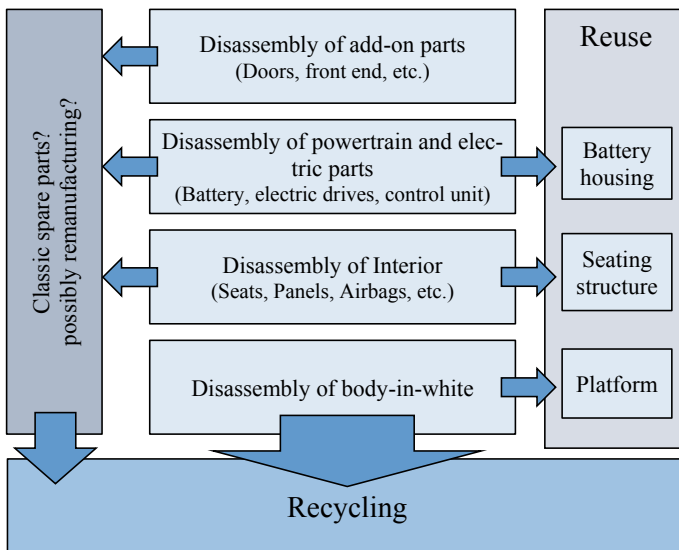 Classic spare parts?
possibly remanufacturing?
Disassembly of add-on parts
(Doors, front end, etc.)
Disassembly of powertrain and elec-
tric parts
(Battery, electric drives, control unit)
Disassembly of Interior
(Seats, Panels, Airbags, etc.)
Disassembly of body-in-white
Reuse
Battery
housing
Seating
structure
Platform
Recycling